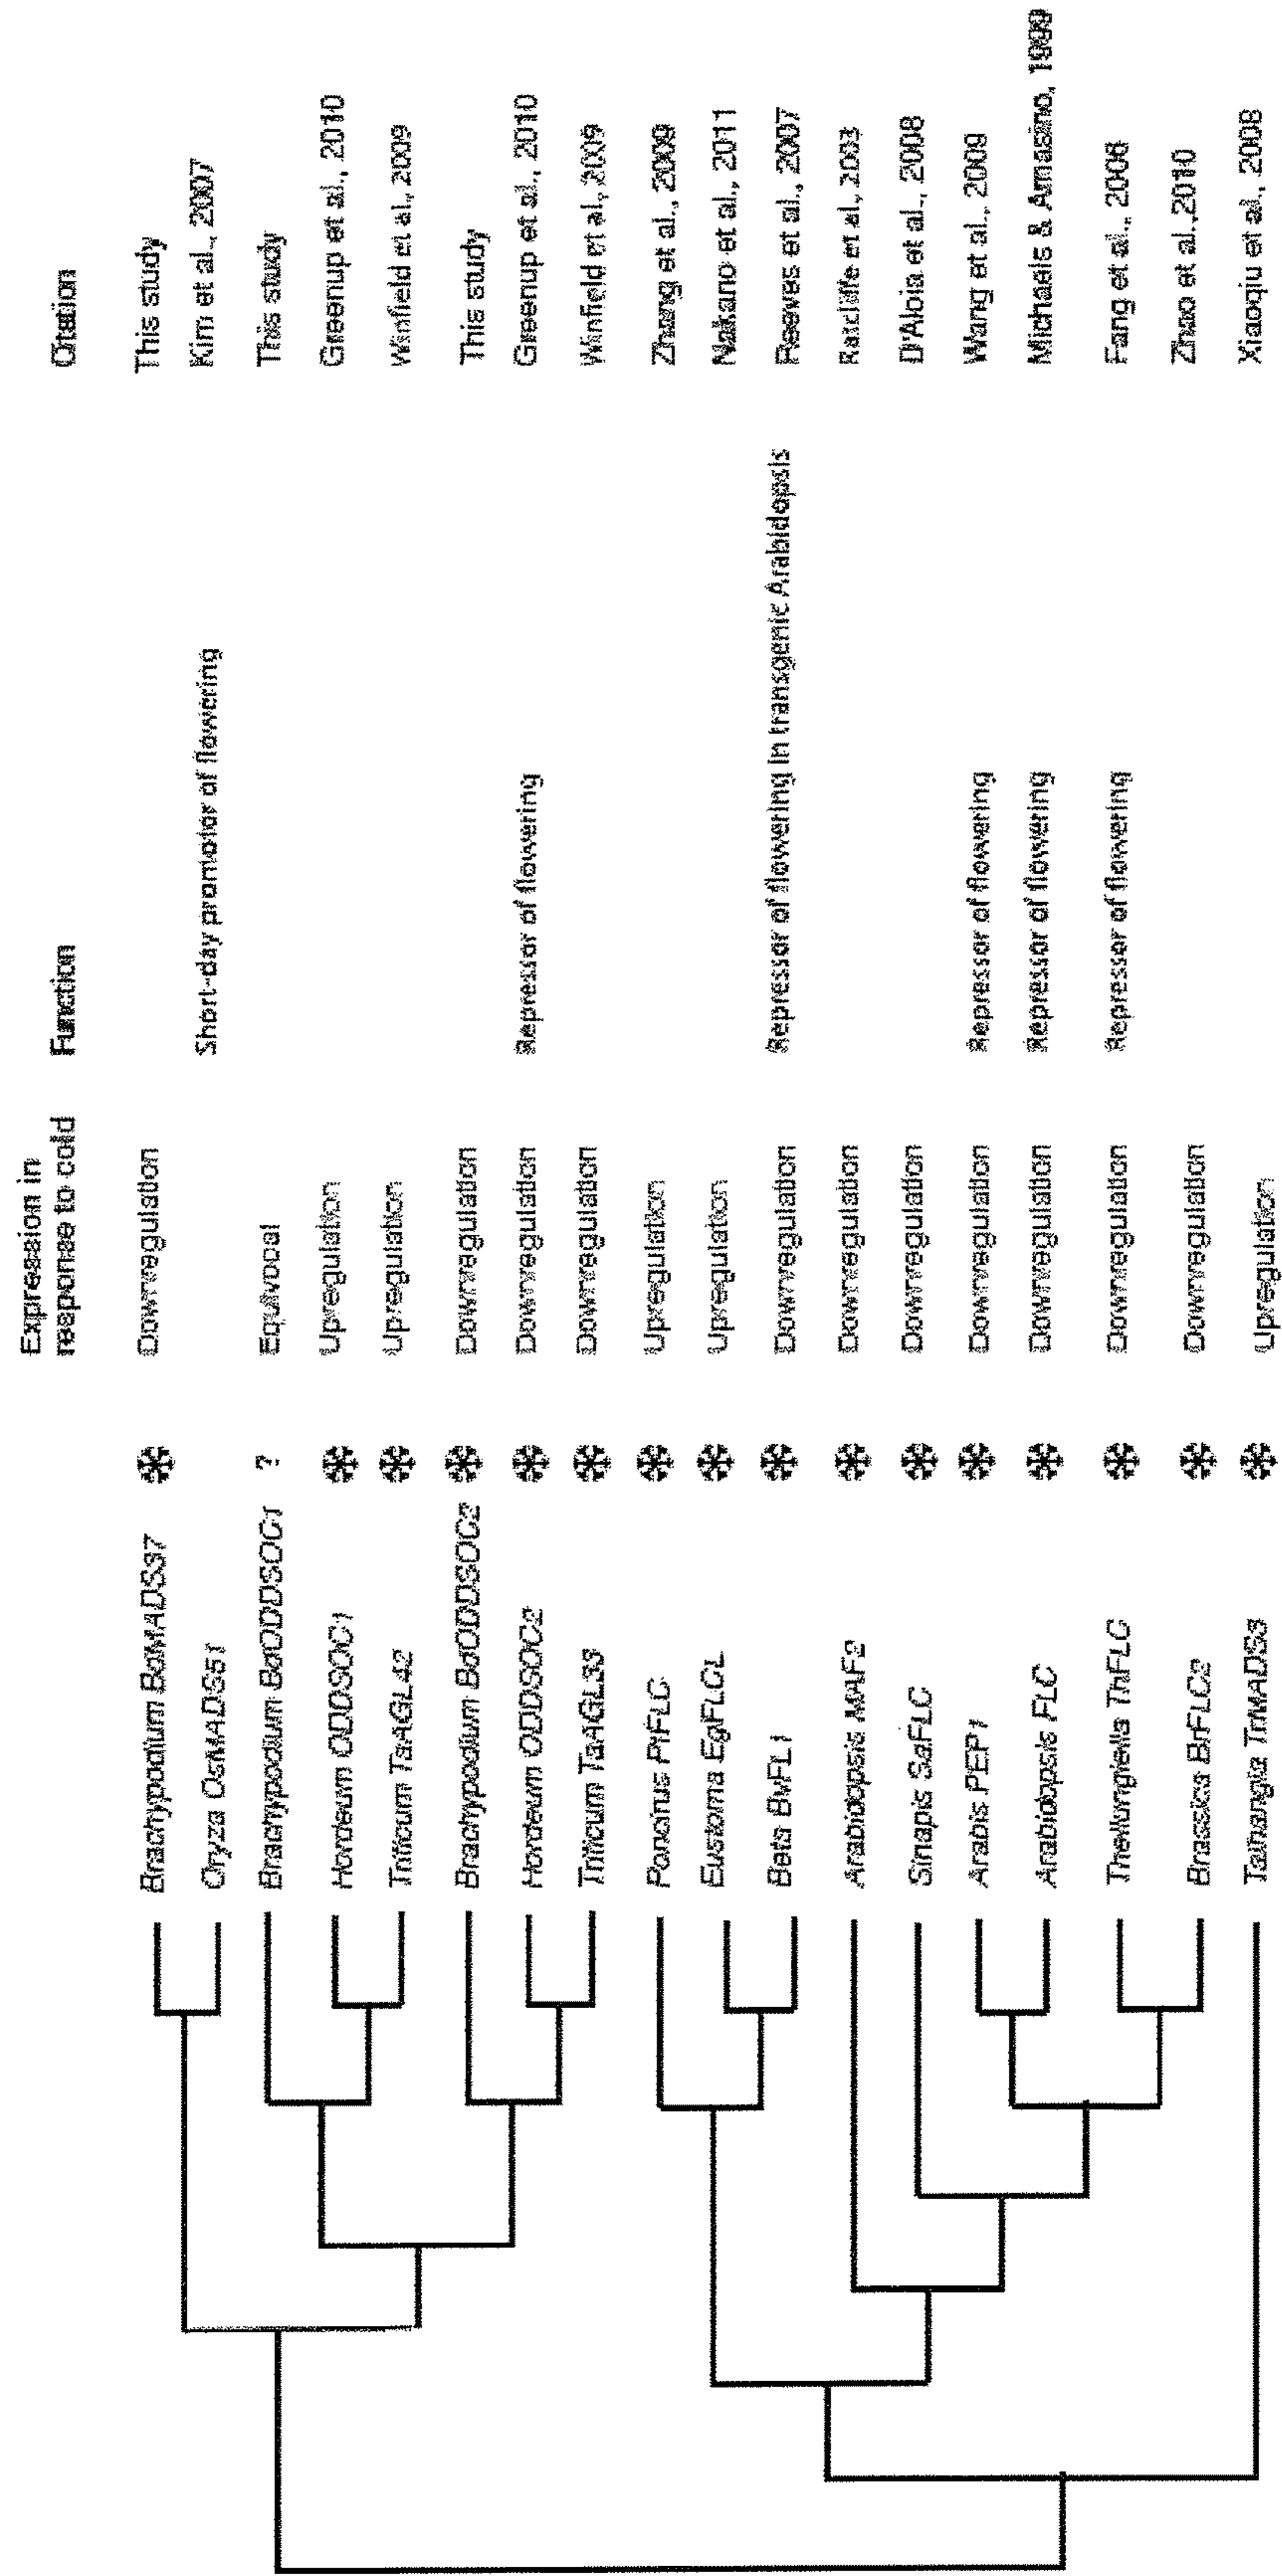 Expression in
response to cold Function Citation
Brachypodium BdMADS37 Downregulation This study
Oryza OsMADS51 Short-day promotor of flowering Kim et al., 2007
Brachypodium BdODDSOC1 ? Equivocal This study
Hordeum ODDSOC1 Upregulation Greenup et al., 2010
Triticum TaAGL42 Upregulation Winfield et al., 2009
Brachypodium BdODDSOC2 Downregulation This study
Hordeum ODDSOC2 Downregulation Repressor of flowering Greenup et al., 2010
Triticum TaAGL33 Downregulation Winfield et al., 2009
Poncirus PtFLC Upregulation Zhang et al., 2009
Eustoma EgFLCL Upregulation Nakano et al., 2011
Beta BvFL1 Downregulation Repressor of flowering in transgenic Arabidopsis Reeves et al., 2007
Arabidopsis MAF2 Downregulation Ratcliffe et al., 2003
Sinapis SaFLC Downregulation D'Aloia et al., 2008
Arabis PEP1 Downregulation Repressor of flowering Wang et al., 2009
Arabidopsis FLC Downregulation Repressor of flowering Michaels & Amasino, 1999
Thellungiella ThFLC Downregulation Repressor of flowering Fang et al., 2006
Brassica BrFLC2 Downregulation Zhao et al.,2010
Taihangia TrMADS3 Upregulation Xiaoqiu et al., 2008